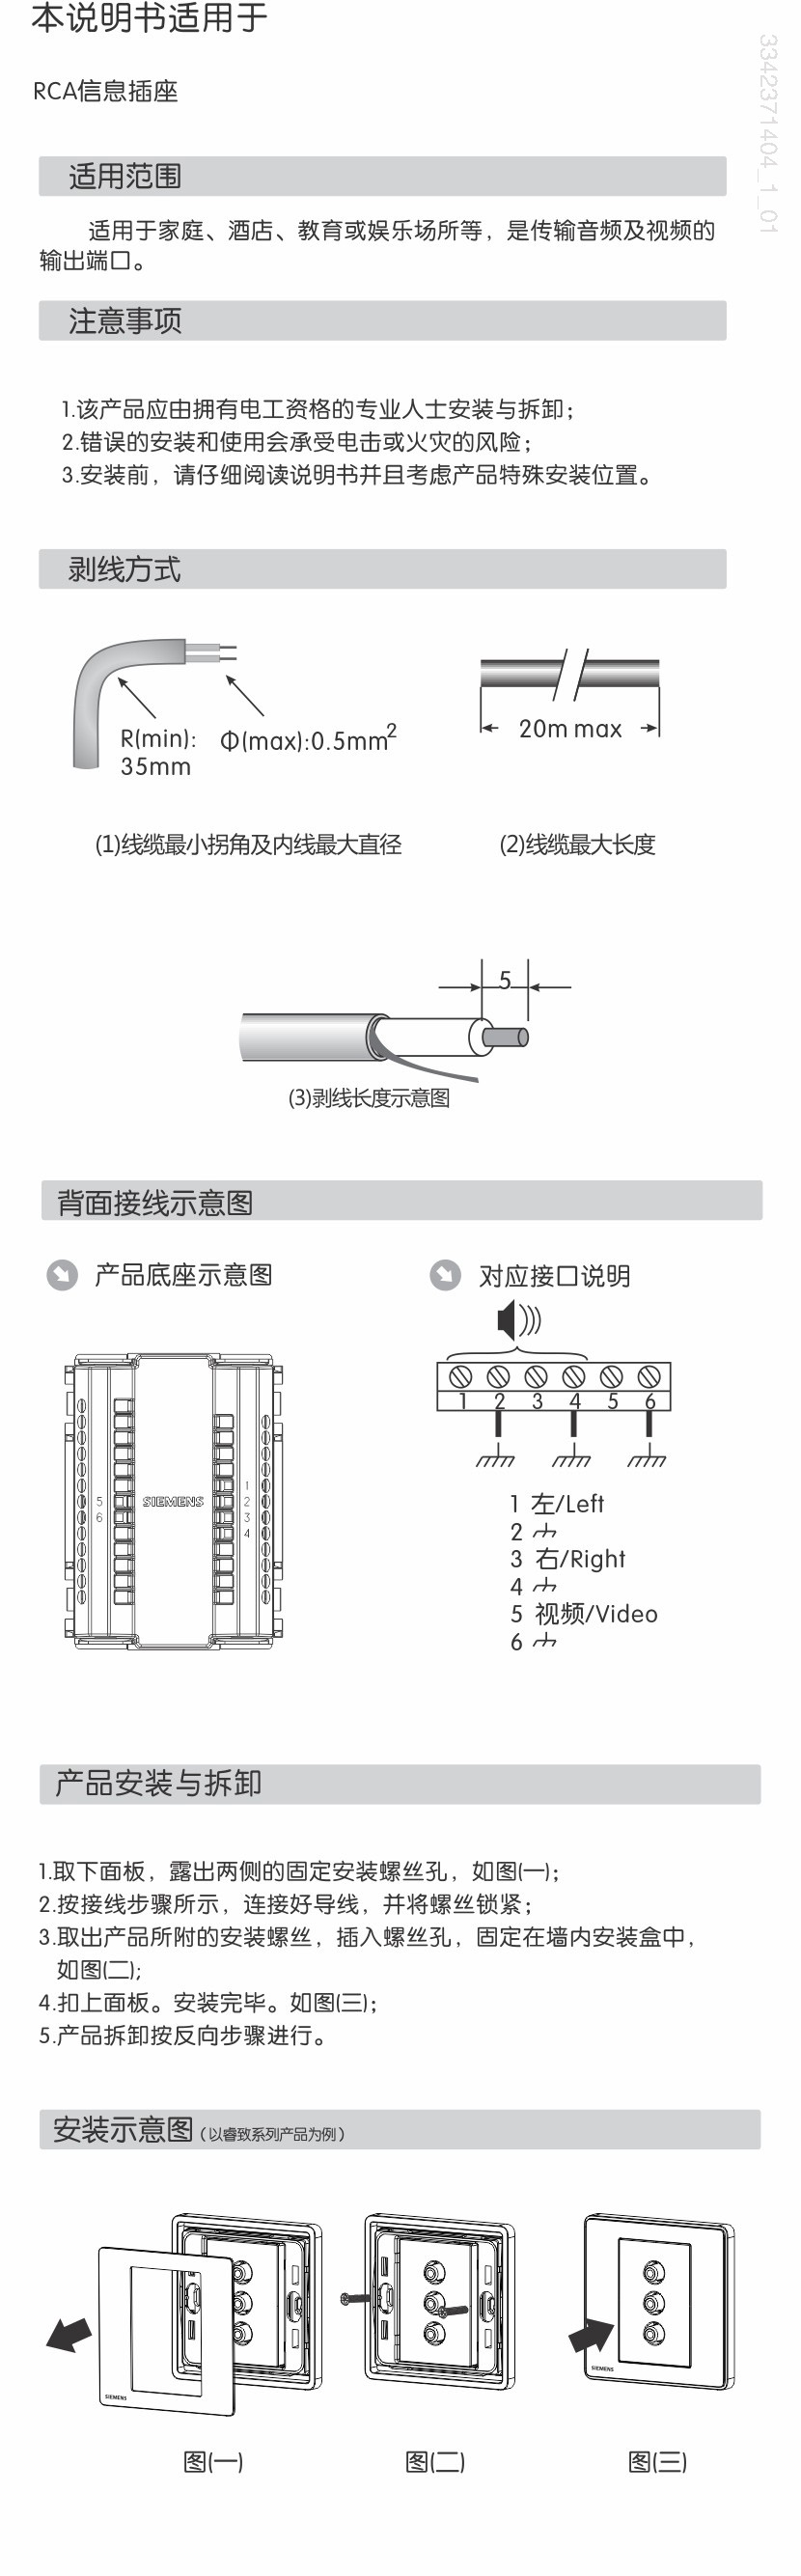 本说明书适用于
RCA信息插座
3342371404_1_01
适用范围
适用于家庭、酒店、教育或娱乐场所等，是传输音频及视频的
输出端口。
注意事项
1.该产品应由拥有电工资格的专业人士安装与拆卸；
2.错误的安装和使用会承受电击或火灾的风险；
3.安装前，请仔细阅读说明书并且考虑产品特殊安装位置。
剥线方式
R(min):
35mm
Φ(max):0.5mm²
20m max
(1)线缆最小拐角及内线最大直径
(2)线缆最大长度
5
(3)剥线长度示意图
背面接线示意图
产品底座示意图
对应接口说明
1 2 3 4 5 6
5
6
SIEMENS
1
2
3
4
1 左/Left
2
3 右/Right
4
5 视频/Video
6
产品安装与拆卸
1.取下面板，露出两侧的固定安装螺丝孔，如图(一)；
2.按接线步骤所示，连接好导线，并将螺丝锁紧；
3.取出产品所附的安装螺丝，插入螺丝孔，固定在墙内安装盒中，
如图(二);
4.扣上面板。安装完毕。如图(三)；
5.产品拆卸按反向步骤进行。
安装示意图（以睿致系列产品为例）
SIEMENS
SIEMENS
图(一)
图(二)
图(三)